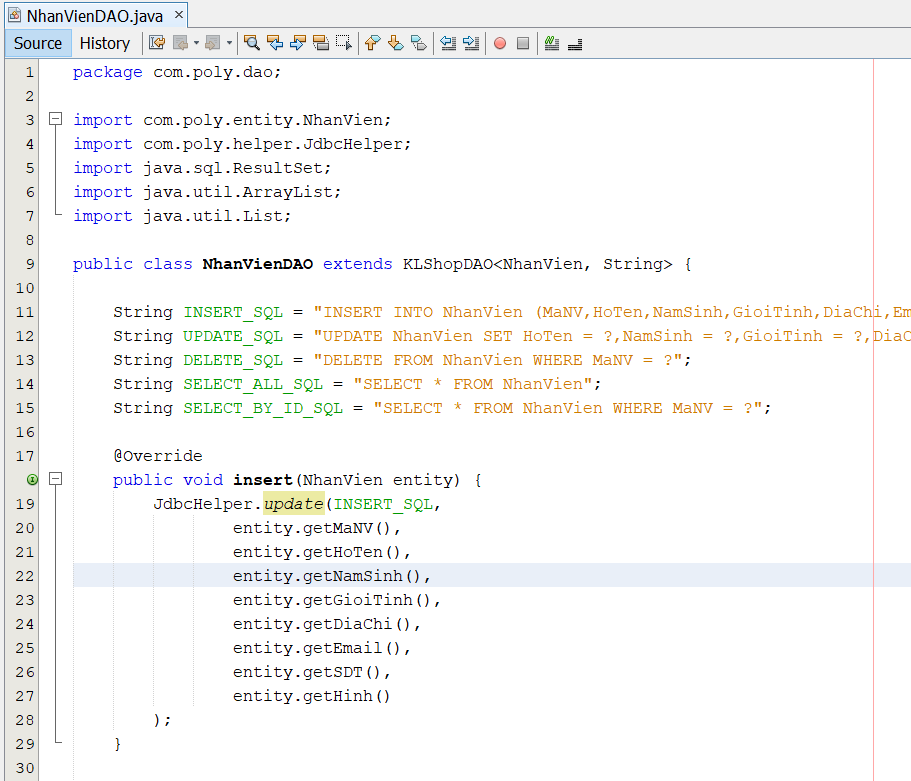 NhanVienDAO.java
Source History
1 package com.poly.dao;
2
3 import com.poly.entity.NhanVien;
4 import com.poly.helper.JdbcHelper;
5 import java.sql.ResultSet;
6 import java.util.ArrayList;
7 import java.util.List;
8
9 public class NhanVienDAO extends KLShopDAO<NhanVien, String> {
10
11 String INSERT_SQL = "INSERT INTO NhanVien (MaNV,HoTen,NamSinh,GioiTinh,DiaChi,Em
12 String UPDATE_SQL = "UPDATE NhanVien SET HoTen = ?,NamSinh = ?,GioiTinh = ?,DiaC
13 String DELETE_SQL = "DELETE FROM NhanVien WHERE MaNV = ?";
14 String SELECT_ALL_SQL = "SELECT * FROM NhanVien";
15 String SELECT_BY_ID_SQL = "SELECT * FROM NhanVien WHERE MaNV = ?";
16
17 @Override
public void insert(NhanVien entity) {
19 JdbcHelper.update(INSERT_SQL,
20 entity.getMaNV(),
21 entity.getHoTen(),
22 entity.getNamSinh(),
23 entity.getGioiTinh(),
24 entity.getDiaChi(),
25 entity.getEmail(),
26 entity.getSDT(),
27 entity.getHinh()
28 );
29 }
30